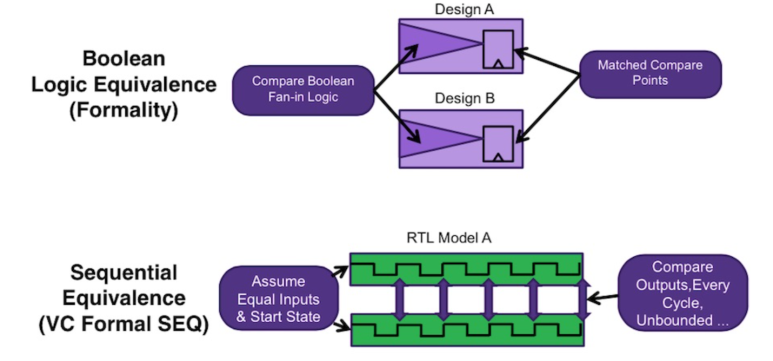 Design A
Boolean
Logic Equivalence
(Formality)
Compare Boolean
Fan-in Logic
Matched Compare
Points
Design B
RTL Model A
Sequential
Equivalence
(VC Formal SEQ)
Assume
Equal Inputs
& Start State
Compare
Outputs,Every
Cycle,
Unbounded ...